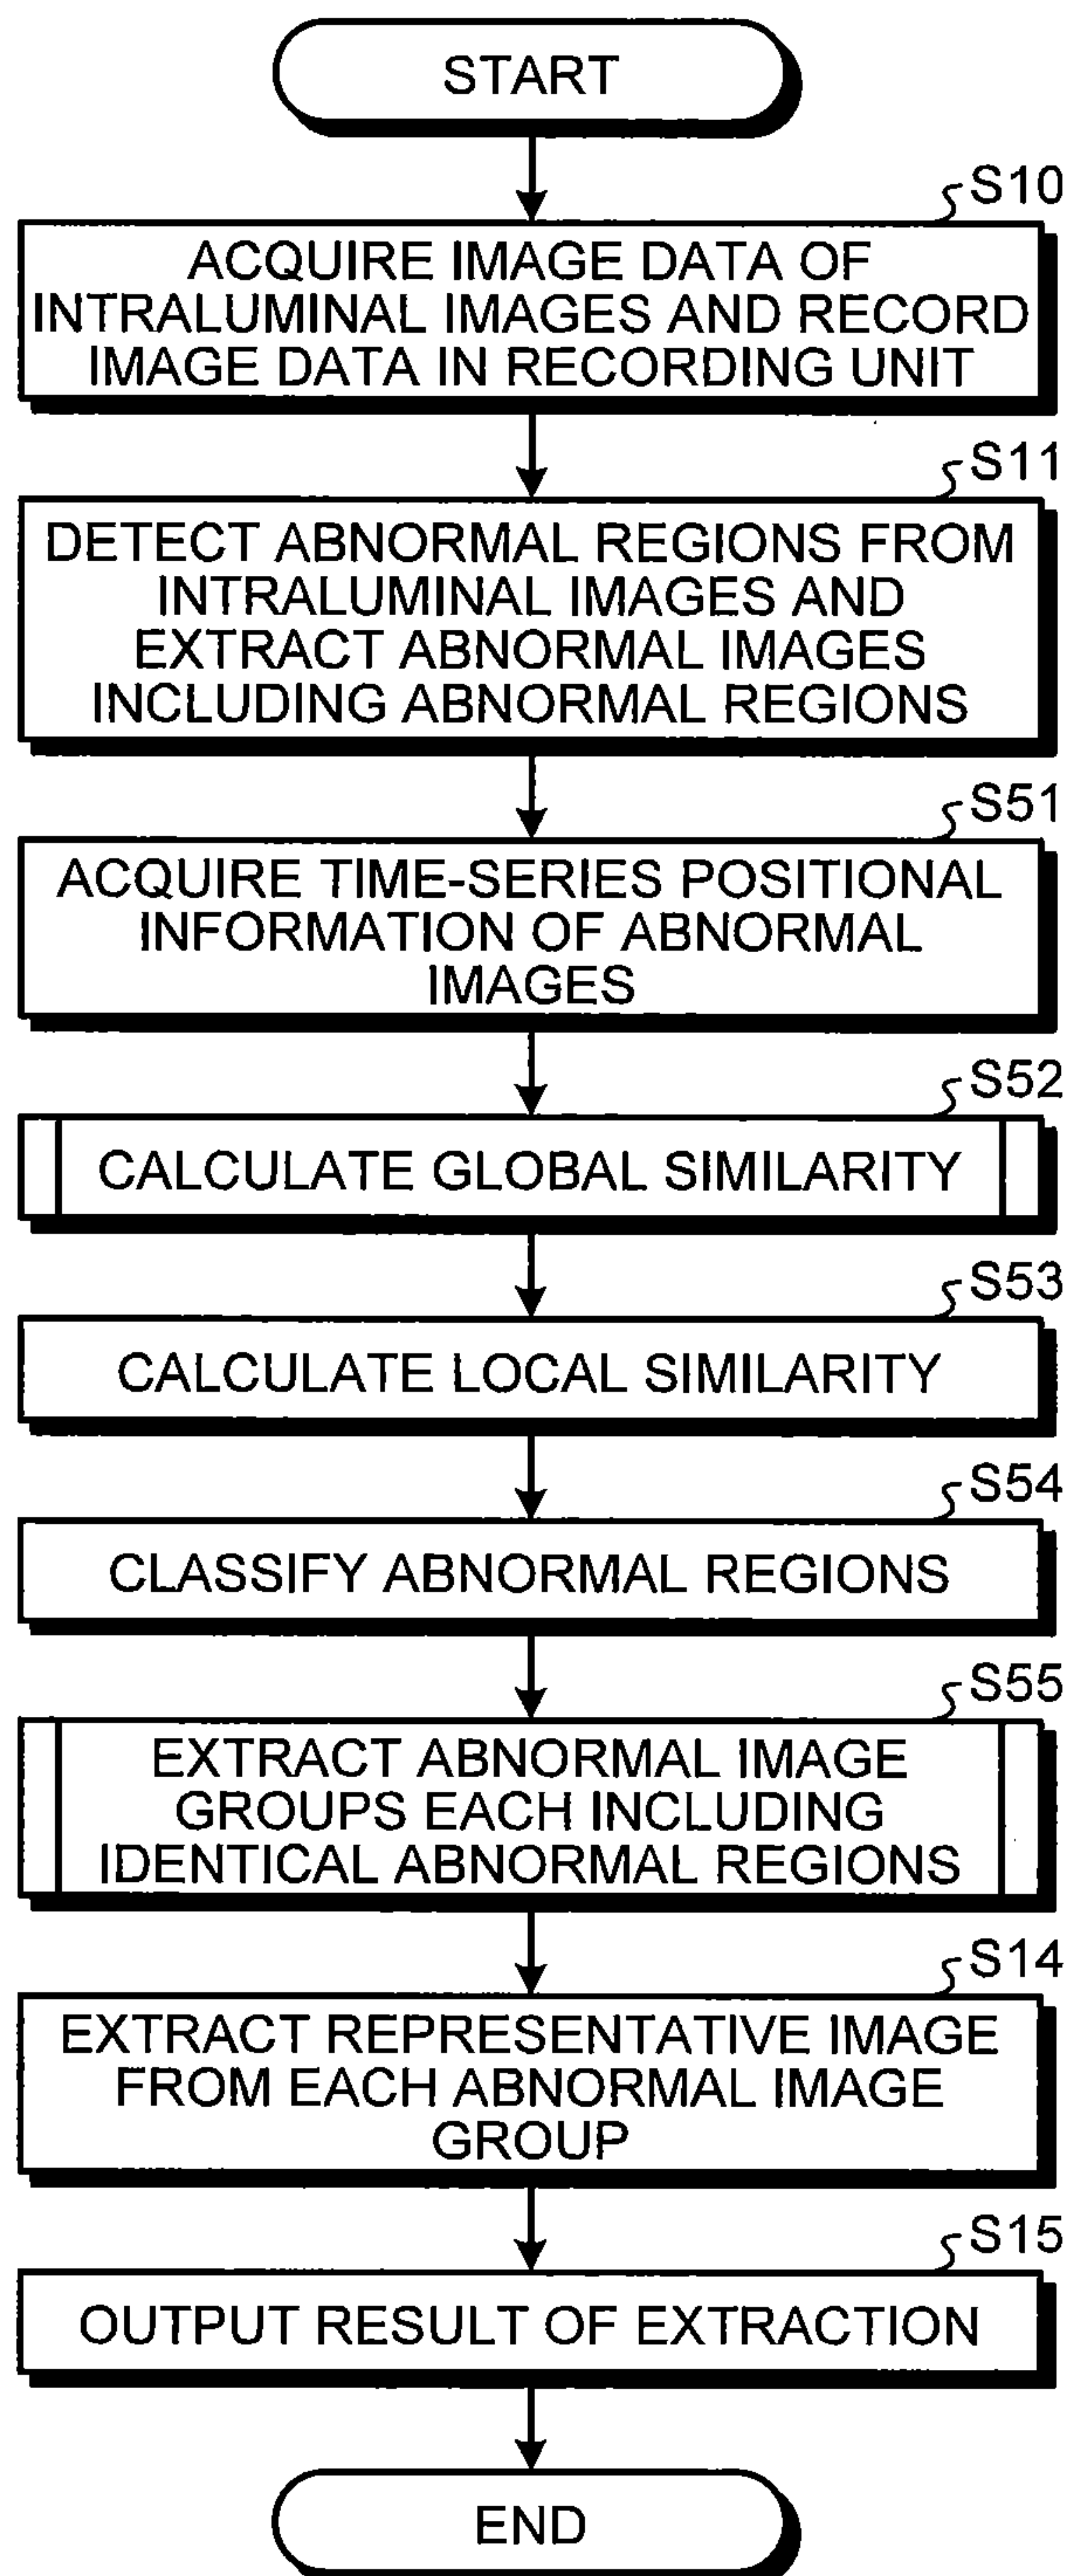 START
S10
ACQUIRE IMAGE DATA OF
INTRALUMINAL IMAGES AND RECORD
IMAGE DATA IN RECORDING UNIT
S11
DETECT ABNORMAL REGIONS FROM
INTRALUMINAL IMAGES AND
EXTRACT ABNORMAL IMAGES
INCLUDING ABNORMAL REGIONS
S51
ACQUIRE TIME-SERIES POSITIONAL
INFORMATION OF ABNORMAL
IMAGES
S52
CALCULATE GLOBAL SIMILARITY
S53
CALCULATE LOCAL SIMILARITY
S54
CLASSIFY ABNORMAL REGIONS
S55
EXTRACT ABNORMAL IMAGE
GROUPS EACH INCLUDING
IDENTICAL ABNORMAL REGIONS
S14
EXTRACT REPRESENTATIVE IMAGE
FROM EACH ABNORMAL IMAGE
GROUP
S15
OUTPUT RESULT OF EXTRACTION
END